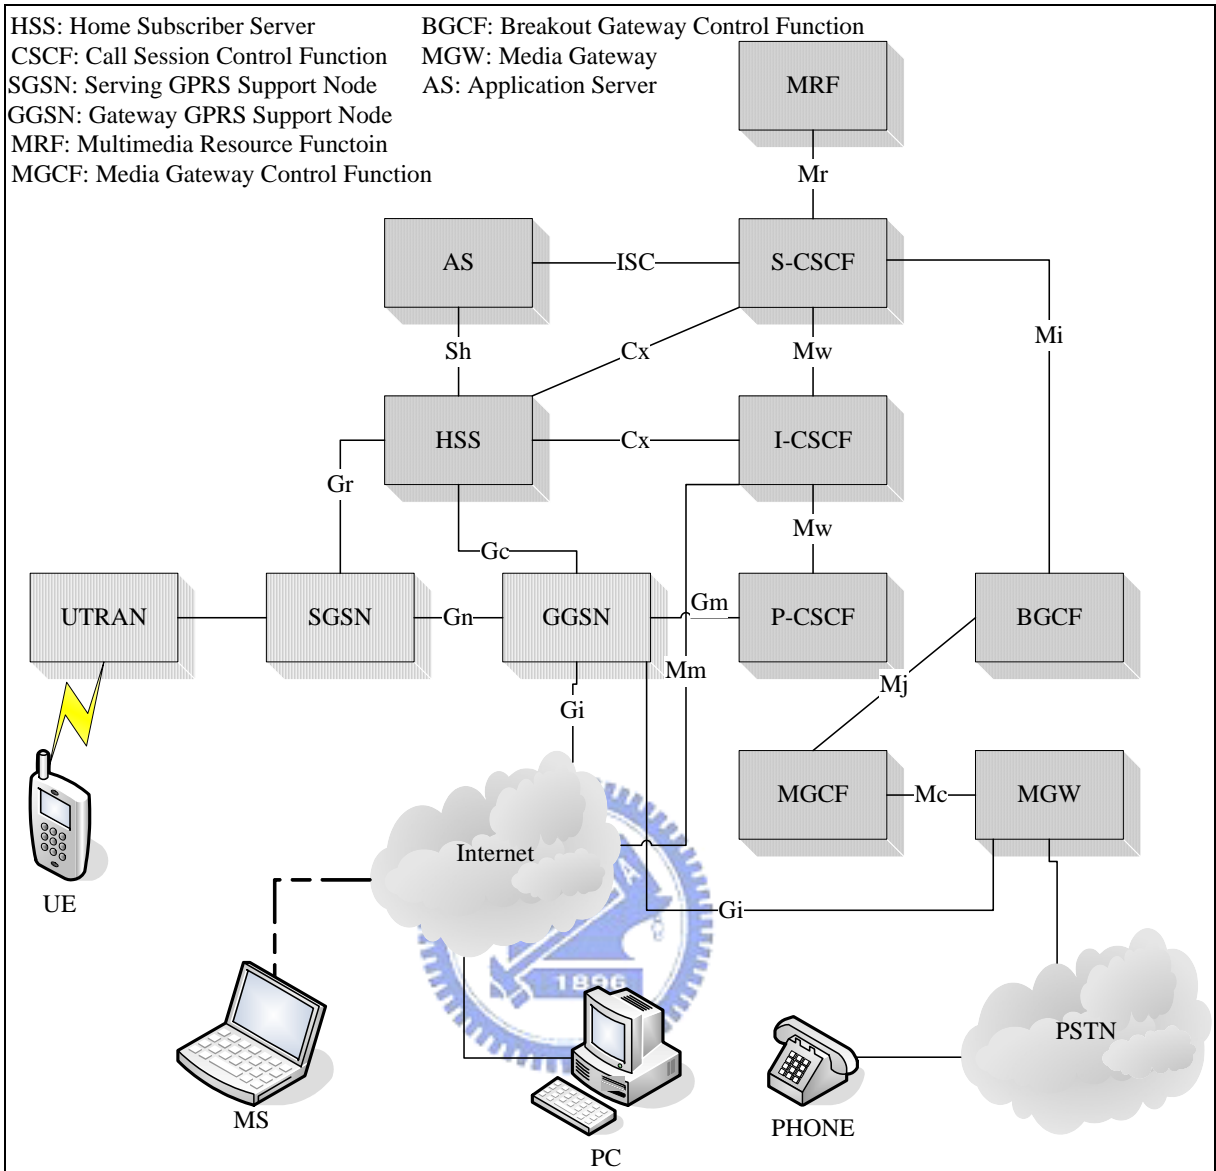 HSS: Home Subscriber Server
CSCF: Call Session Control Function
SGSN: Serving GPRS Support Node
GGSN: Gateway GPRS Support Node
MRF: Multimedia Resource Functoin
MGCF: Media Gateway Control Function
BGCF: Breakout Gateway Control Function
MGW: Media Gateway
AS: Application Server
MRF
Mr
AS
ISC
S-CSCF
Sh
Cx
Mw
Mi
HSS
Cx
I-CSCF
Gr
Gc
Mw
UTRAN
SGSN
Gn
GGSN
Gm
P-CSCF
BGCF
Mm
Mj
Gi
MGCF
Mc
MGW
Internet
UE
Gi
1896
PSTN
MS
PHONE
PC